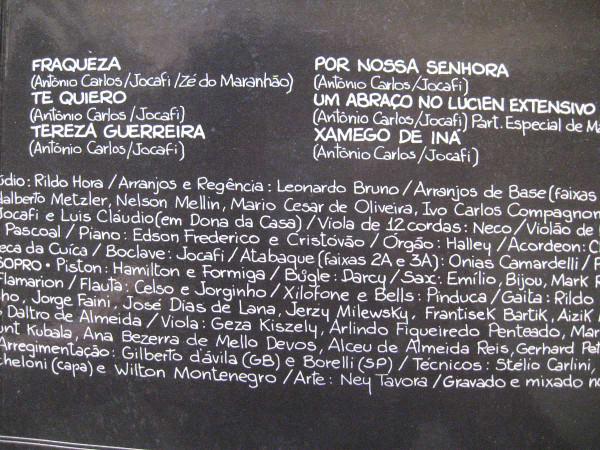 FRAQUEZA
(Antônio Carlos/Jocafi/Zé do Maranhão)
TE QUIERO
(Antônio Carlos/Jocafi)
TEREZA GUERREIRA
(Antônio Carlos/Jocafi)
POR NOSSA SENHORA
(Antônio Carlos/Jocafi)
UM ABRAÇO NO LUCIEN EXTENSIVO
(Antônio Carlos/Jocafi) Part. Especial de
XAMEGO DE INÁ
(Antônio Carlos/Jocafi)
Rildo Hora/Arranjos e Regência: Leonardo Bruno/Arranjos de Base (faixas
Metzler, Nelson Mellin, Mario Cesar de Oliveira, Ivo Carlos
Jocafi e Luis Cláudio (em Dona da Casa)/Viola de 12 cordas: Neco/Violão de
Pascoal/Piano: Edson Frederico e Cristóvão/Órgão: Halley/Acordeon:
da Cuíca/Boclave: Jocafi/Atabaque (faixas 2A e 3A): Onias Camardelli/
SOPRO. Piston: Hamilton e Formiga/Bugle: Darcy/Sax: Emílio, Bijou, Mark
Flamarion/Flauta: Celso e Jorginho/Xilofone e Bells: Pinduca/Gaita: Rildo
Jorge Faini, José Dias de Lana, Jerzy Milewsky, Frantisek Bartik, Aizik
Daltro de Almeida/Viola: Geza Kiszely, Arlindo Figueiredo Penteado,
Kubala, Ana Bezerra de Mello Devos, Alceu de Almeida Reis, Gerhard
Arregimentação: Gilberto d'ávila (GB) e Borelli (SP)/Técnicos: Stélio Carlini,
(capa) e Wilton Montenegro/Arte: Ney Tavora/Gravado e mixado